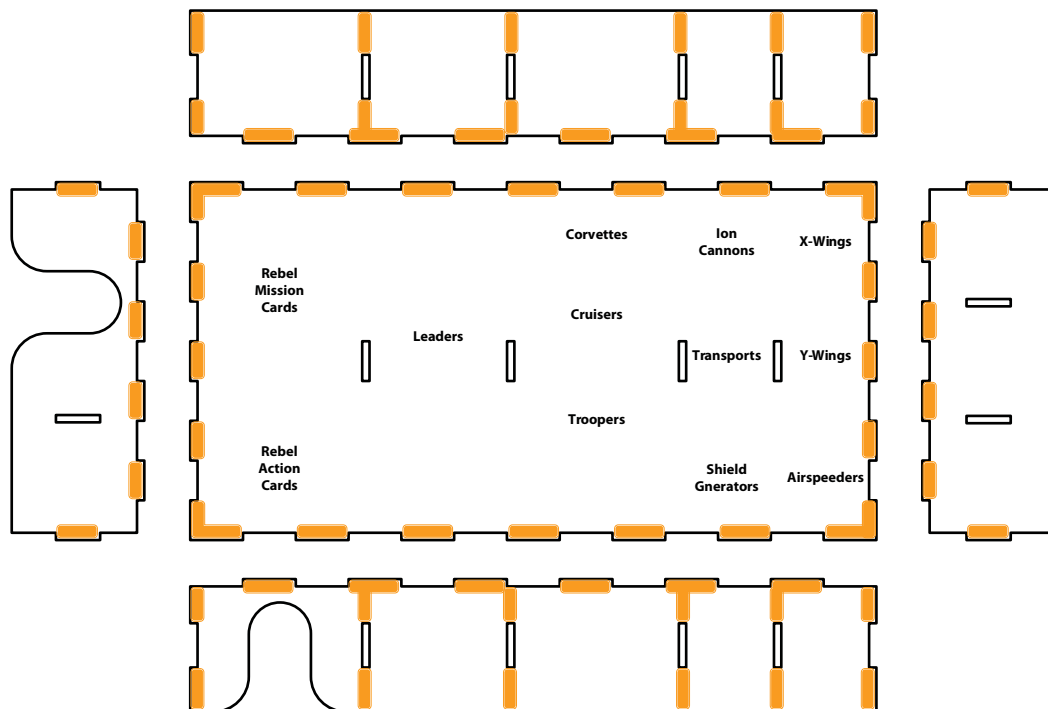 Corvettes
Ion
Cannons
X-Wings
Rebel
Mission
Cards
Cruisers
Leaders
Transports
Y-Wings
Troopers
Rebel
Action
Cards
Shield
Gnerators
Airspeeders